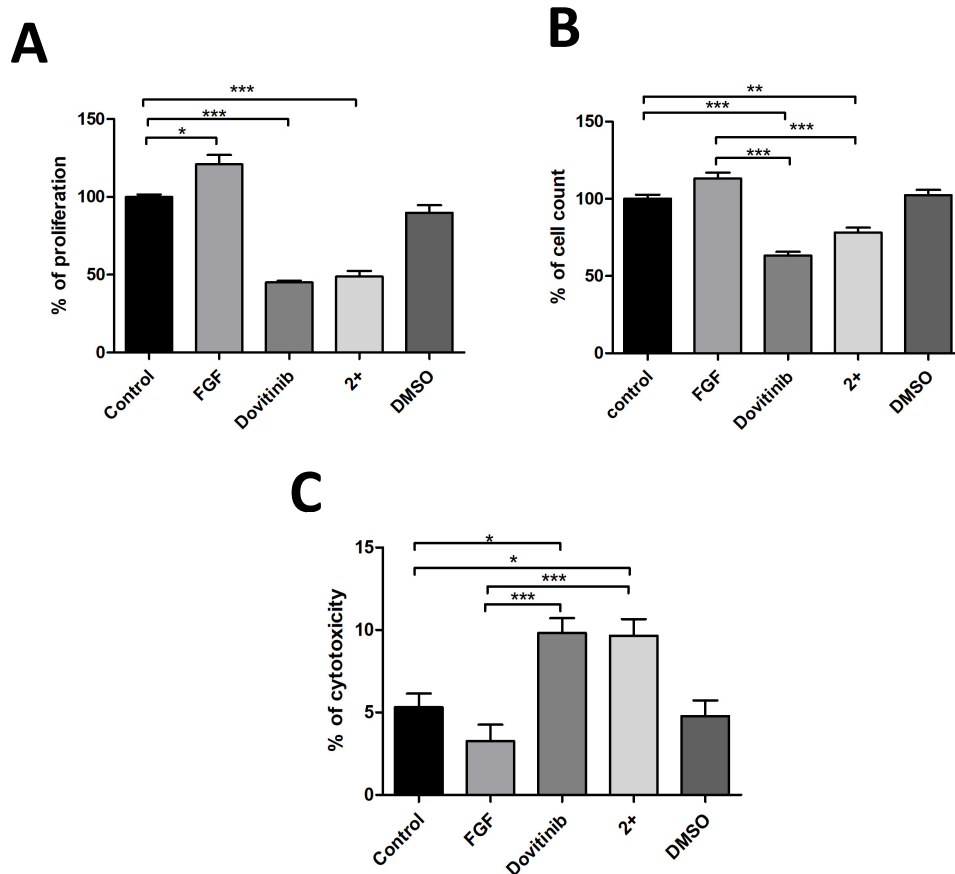 A
% of proliferation
150
100
50
0
***
***
*
Control
FGF
Dovitinib
2+
DMSO
B
% of cell count
150
100
50
0
**
***
***
***
control
FGF
Dovitinib
2+
DMSO
C
% of cytotoxicity
15
10
5
0
*
*
***
***
Control
FGF
Dovitinib
2+
DMSO